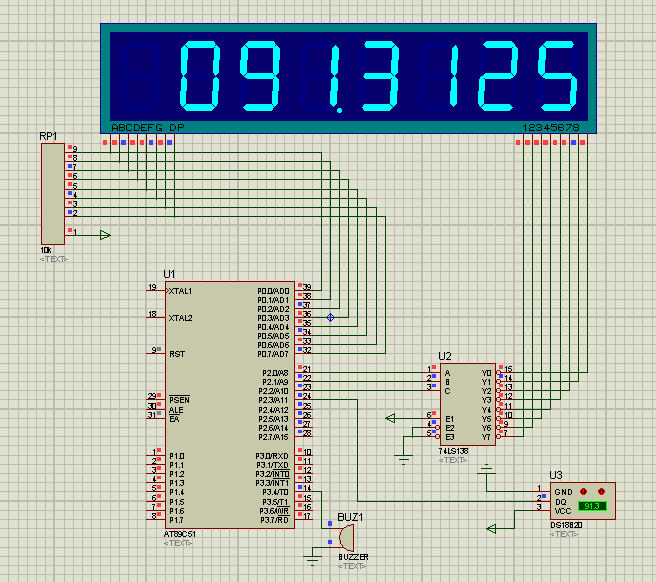 091.3125
ABCDEFG DP
12345678
RP1
9
8
7
6
5
4
3
2
1
10k
<TEXT>
U1
19 XTAL1
18 XTAL2
9 RST
29 PSEN
30 ALE
31 EA
1 P1.0
2 P1.1
3 P1.2
4 P1.3
5 P1.4
6 P1.5
7 P1.6
8 P1.7
P0.0/AD0 39
P0.1/AD1 38
P0.2/AD2 37
P0.3/AD3 36
P0.4/AD4 35
P0.5/AD5 34
P0.6/AD6 33
P0.7/AD7 32
P2.0/A8 21
P2.1/A9 22
P2.2/A10 23
P2.3/A11 24
P2.4/A12 25
P2.5/A13 26
P2.6/A14 27
P2.7/A15 28
P3.0/RXD 10
P3.1/TXD 11
P3.2/INT0 12
P3.3/INT1 13
P3.4/T0 14
P3.5/T1 15
P3.6/WR 16
P3.7/RD 17
AT89C51
<TEXT>
U2
1 A
2 B
3 C
6 E1
4 E2
5 E3
Y0 15
Y1 14
Y2 13
Y3 12
Y4 11
Y5 10
Y6 9
Y7 7
74LS138
<TEXT>
U3
1 GND
2 DQ
3 VCC
91.3
DS18B20
<TEXT>
BUZ1
BUZZER
<TEXT>